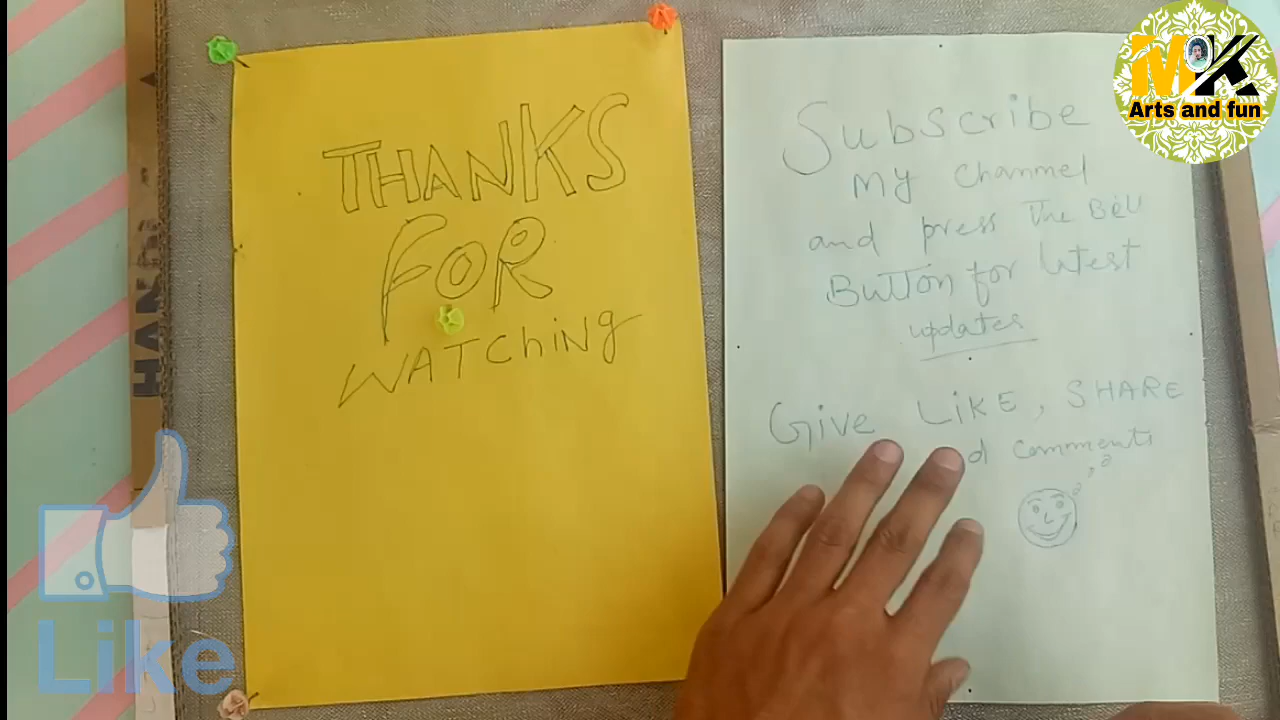 THANKS
FOR
WATCHING
Subscribe
My Channel
and press The Bell
Button for latest
updates
Give LiKE, SHARE
d comments
MK
Arts and fun
Like